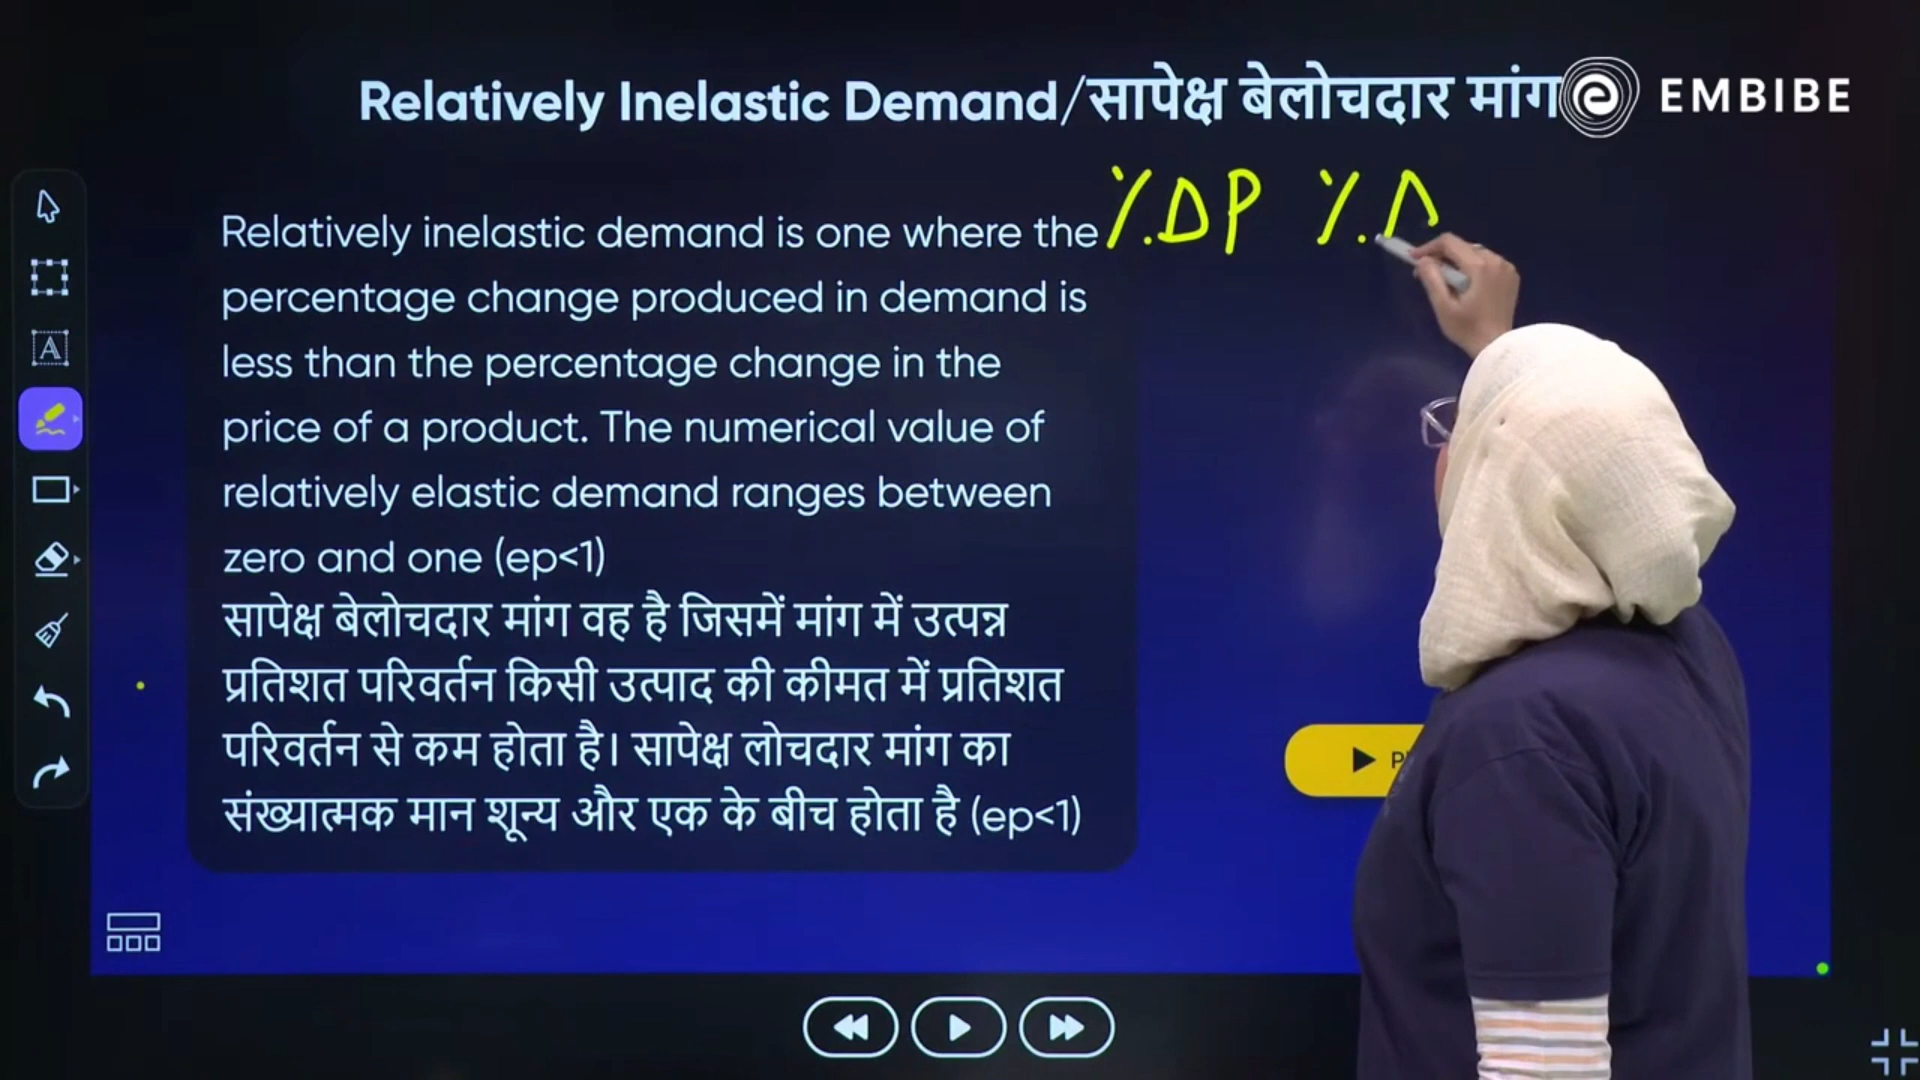 Relatively Inelastic Demand/सापेक्ष बेलोचदार मांग
EMBIBE
%ΔP %Δ
Relatively inelastic demand is one where the
percentage change produced in demand is
less than the percentage change in the
price of a product. The numerical value of
relatively elastic demand ranges between
zero and one (ep<1)
सापेक्ष बेलोचदार मांग वह है जिसमें मांग में उत्पन्न
प्रतिशत परिवर्तन किसी उत्पाद की कीमत में प्रतिशत
परिवर्तन से कम होता है। सापेक्ष लोचदार मांग का
संख्यात्मक मान शून्य और एक के बीच होता है (ep<1)